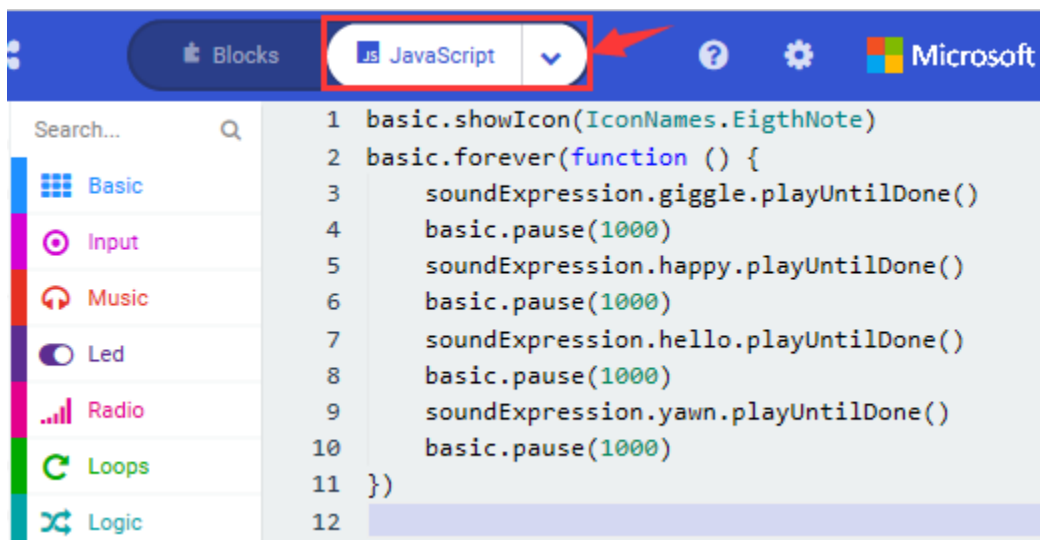 Blocks
JS JavaScript
Microsoft
Search...
Basic
Input
Music
Led
Radio
Loops
Logic
1 basic.showIcon(IconNames.EigthNote)
2 basic.forever(function () {
3 soundExpression.giggle.playUntilDone()
4 basic.pause(1000)
5 soundExpression.happy.playUntilDone()
6 basic.pause(1000)
7 soundExpression.hello.playUntilDone()
8 basic.pause(1000)
9 soundExpression.yawn.playUntilDone()
10 basic.pause(1000)
11 })
12